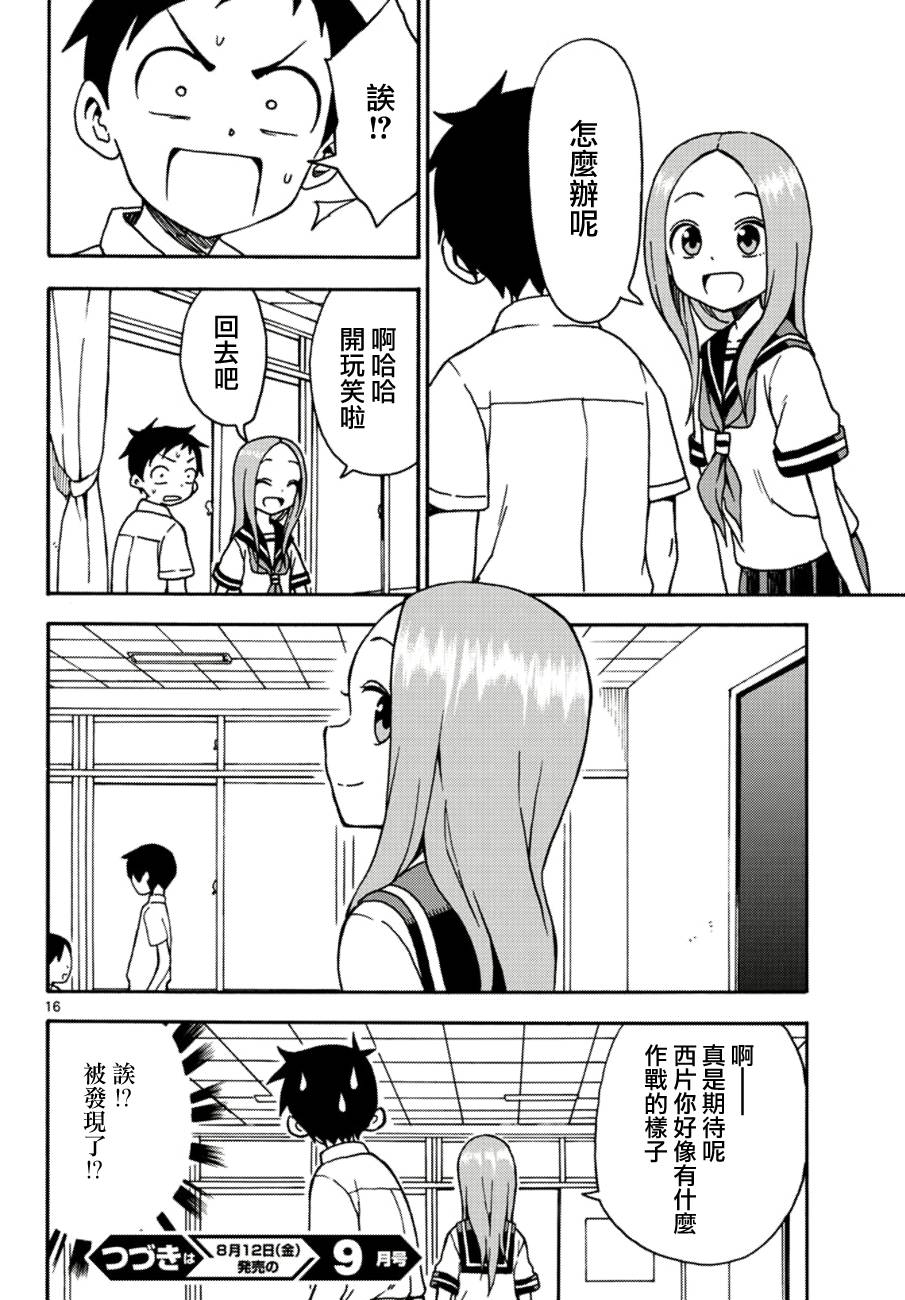 怎麼辦呢
誒!?
啊哈哈
開玩笑啦
回去吧
16
啊——
真是期待呢
西片你好像有什麼
作戰的樣子
誒!?
被發現了!?
つづきは
8月12日(金)
発売の
9月号